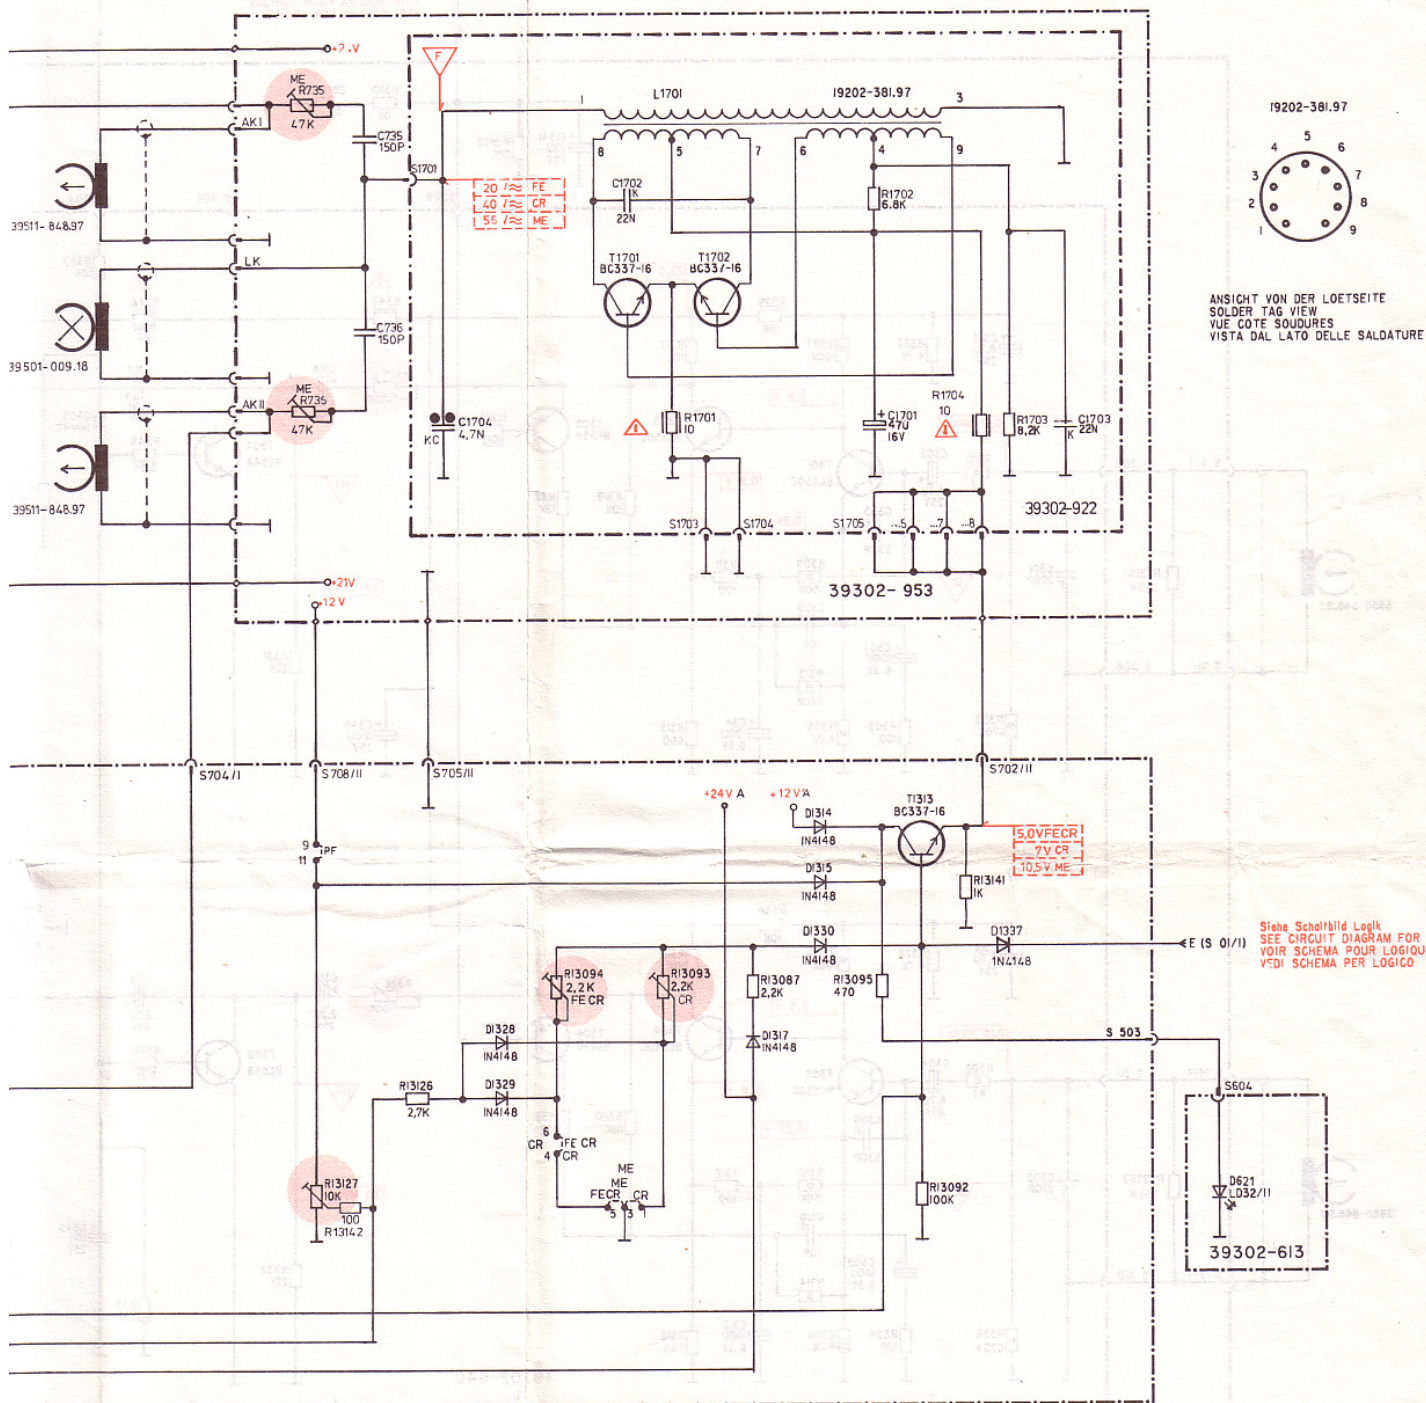 +2.V
F
ME
R735
47K
AKI
C735
150P
S1701
20 /≈ FE
40 /≈ CR
55 /≈ ME
39511-848.97
LK
C736
150P
39501-009.18
AKII
ME
R736
47K
39511-848.97
1
L1701
19202-381.97
3
8
5
7
6
4
9
C1702
K
22N
R1702
6.8K
T1701
BC337-16
T1702
BC337-16
KC
C1704
4,7N
R1701
10
+
C1701
47U
16V
R1704
10
R1703
8,2K
C1703
K
22N
39302-922
S1703
S1704
S1705
...5
...7
...8
39302-953
19202-381.97
5
4
6
3
7
2
8
1
9
ANSICHT VON DER LOETSEITE
SOLDER TAG VIEW
VUE COTE SOUDURES
VISTA DAL LATO DELLE SALDATURE
+21V
+12V
S704/I
S708/II
S705/II
S702/II
+24V A
+12V A
D1314
1N4148
T1313
BC337-16
5,0VFECR
7V CR
10,5V ME
9
PF
11
D1315
1N4148
R13141
1K
D1330
1N4148
D1337
1N4148
E (S 01/1)
Siehe Schaltbild Logik
SEE CIRCUIT DIAGRAM FOR
VOIR SCHEMA POUR LOGIQU
VEDI SCHEMA PER LOGICO
R13094
2,2K
FE CR
R13093
2,2K
CR
R13087
2,2K
R13095
470
D1328
1N4148
D1317
1N4148
S 503
R13126
2,7K
D1329
1N4148
S604
6
CR
FE CR
4
CR
ME
ME
FECR
CR
5
3
1
R13127
10K
100
R13142
R13092
100K
D621
LD32/II
39302-613